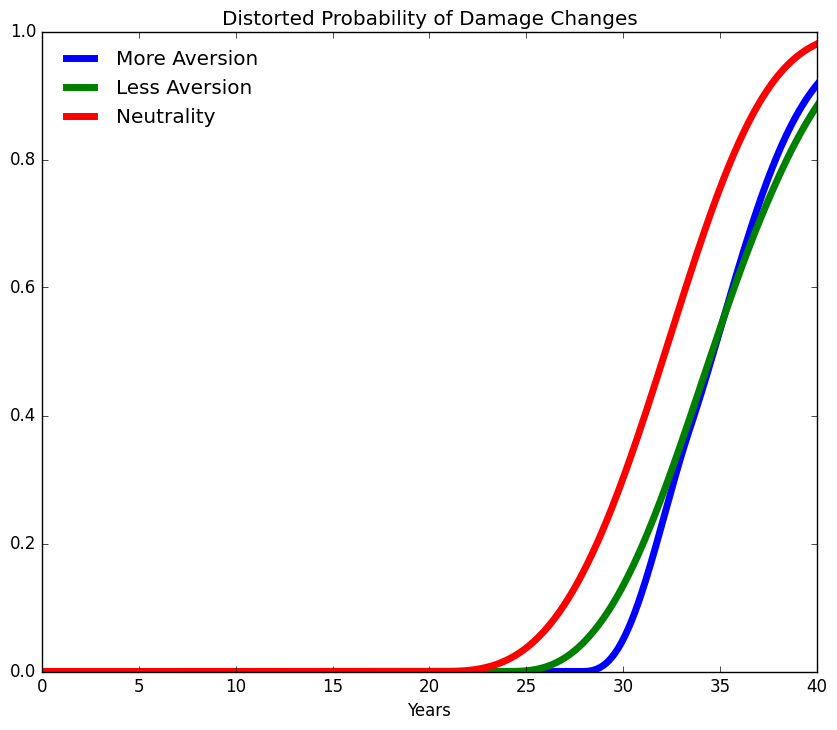 Distorted Probability of Damage Changes
More Aversion
Less Aversion
Neutrality
1.0
0.8
0.6
0.4
0.2
0.0
0 5 10 15 20 25 30 35 40
Years